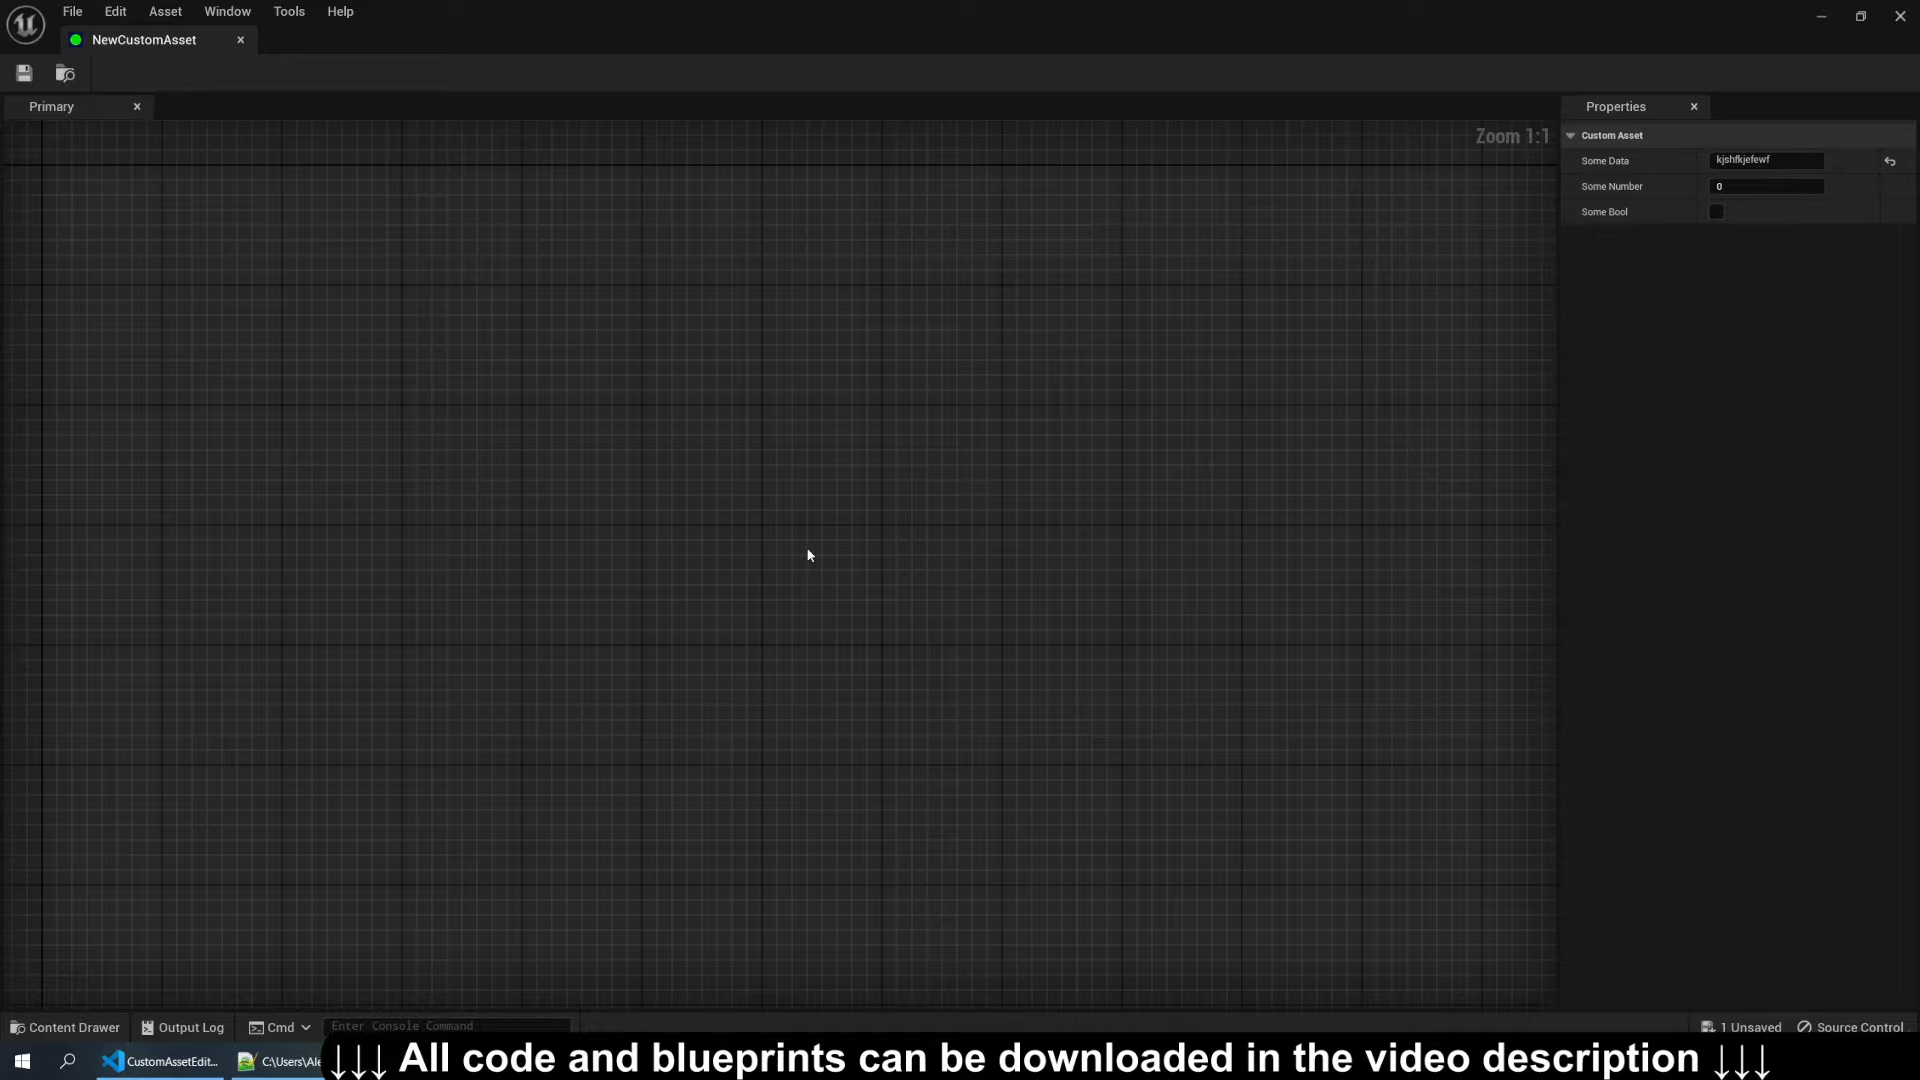 File Edit Asset Window Tools Help
NewCustomAsset
Primary
Zoom 1:1
Properties
Custom Asset
Some Data kjshfkjefewf
Some Number 0
Some Bool
Content Drawer Output Log Cmd Enter Console Command 1 Unsaved Source Control
CustomAssetEdit... C:\Users\Ale
↓↓↓ All code and blueprints can be downloaded in the video description ↓↓↓